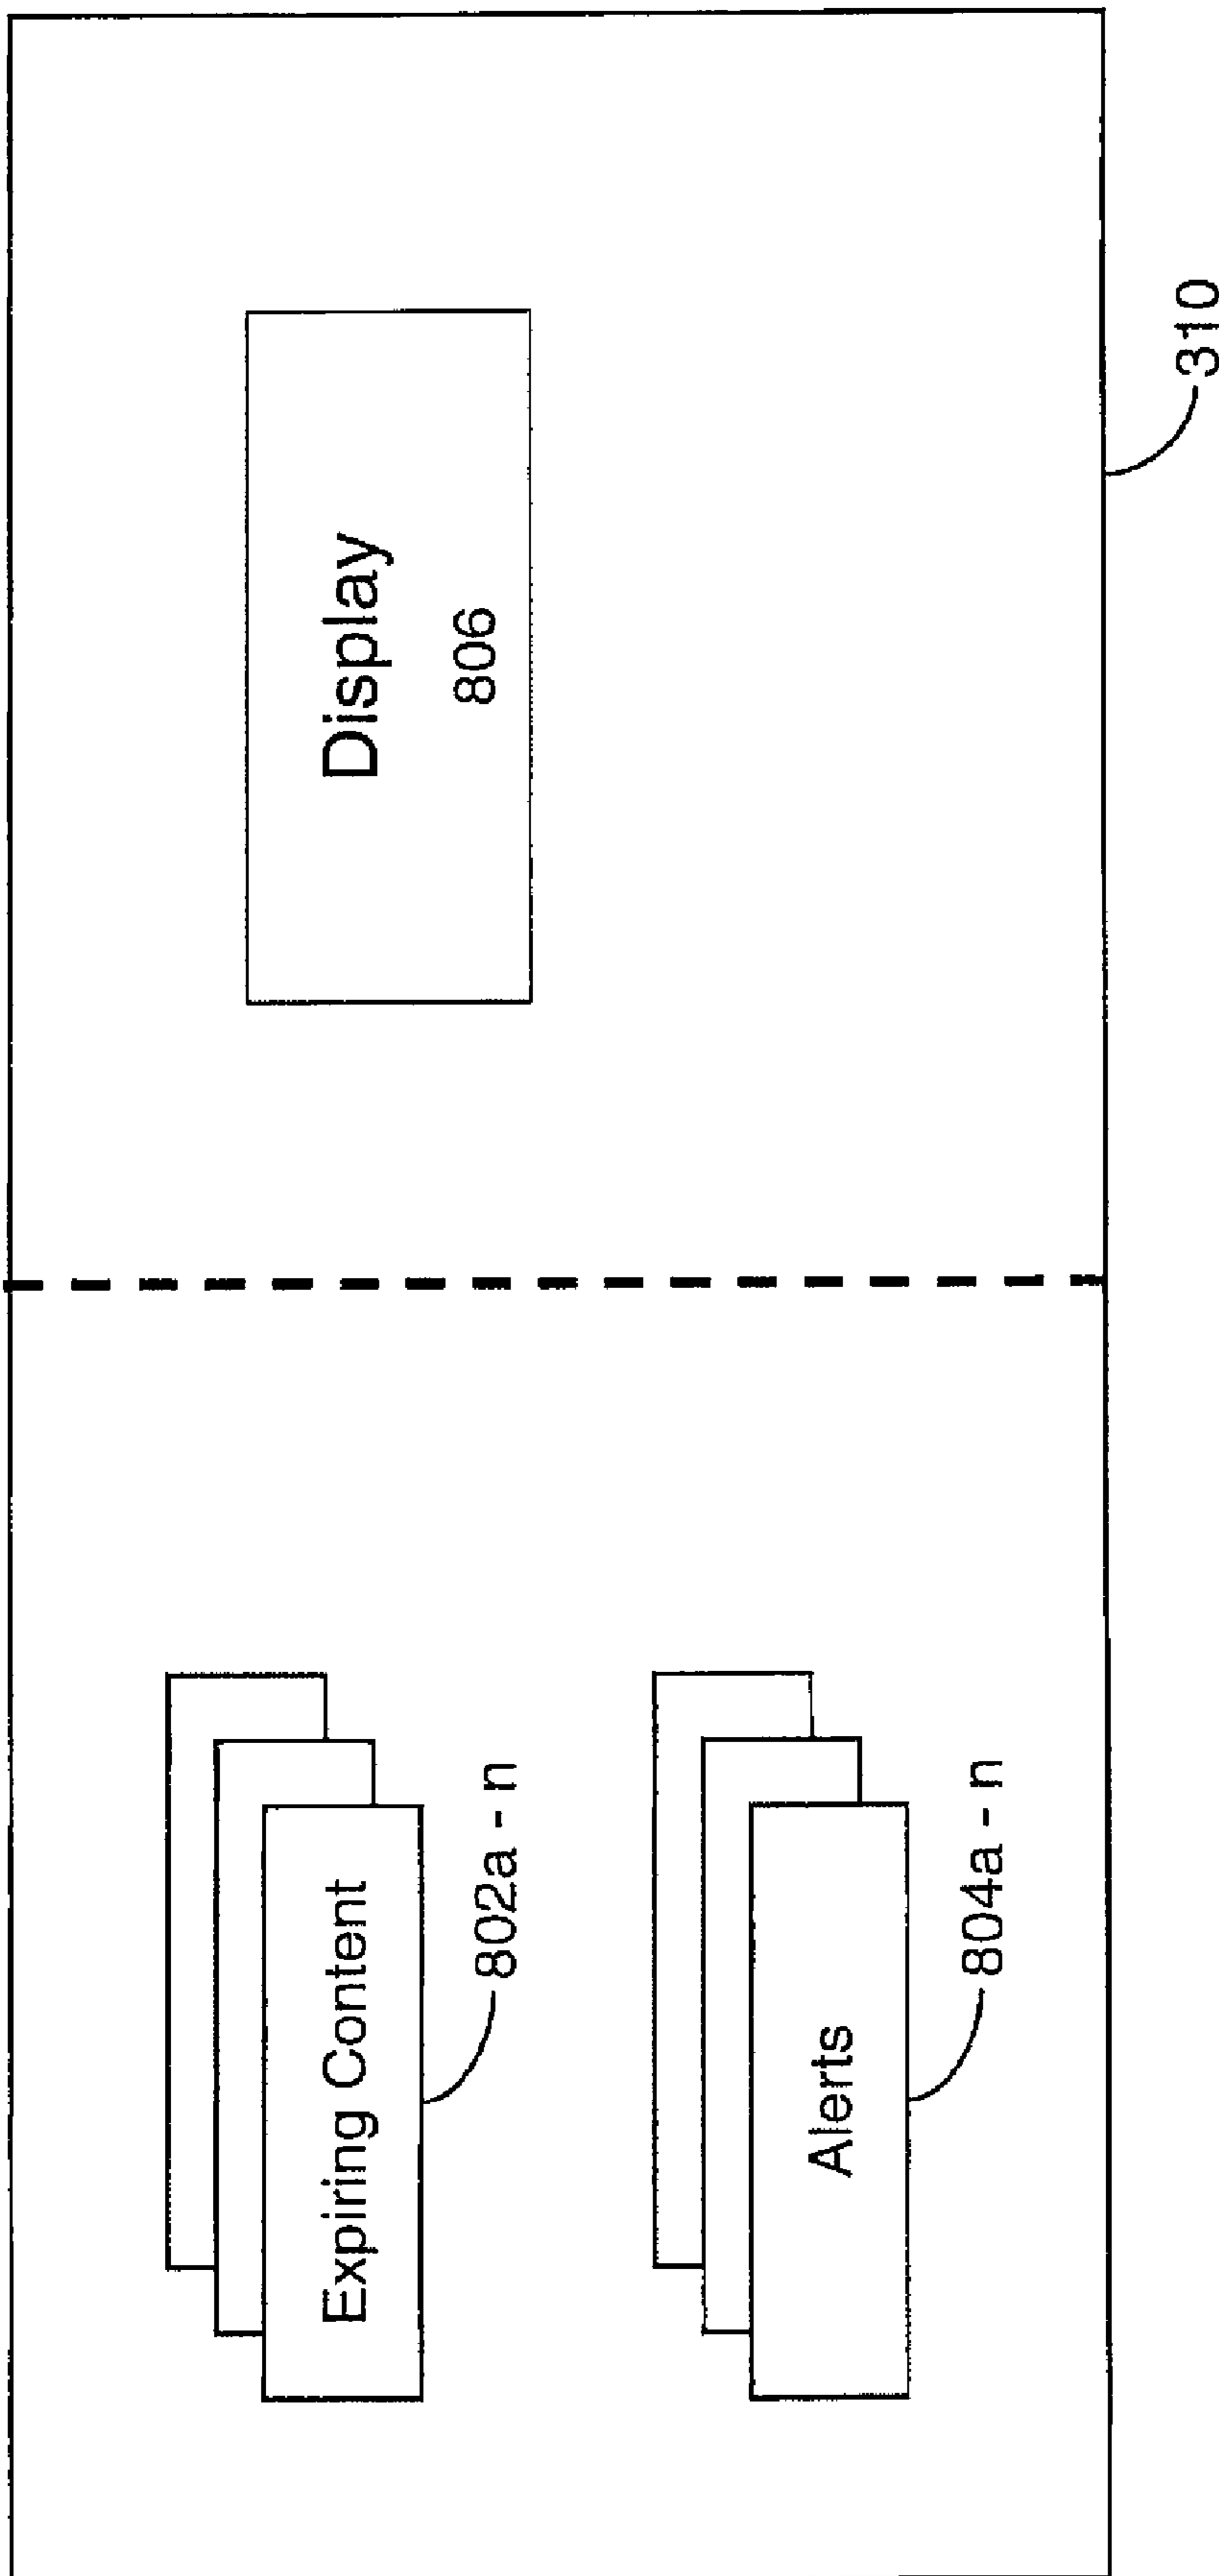 Expiring Content
802a - n
Alerts
804a - n
Display
806
310